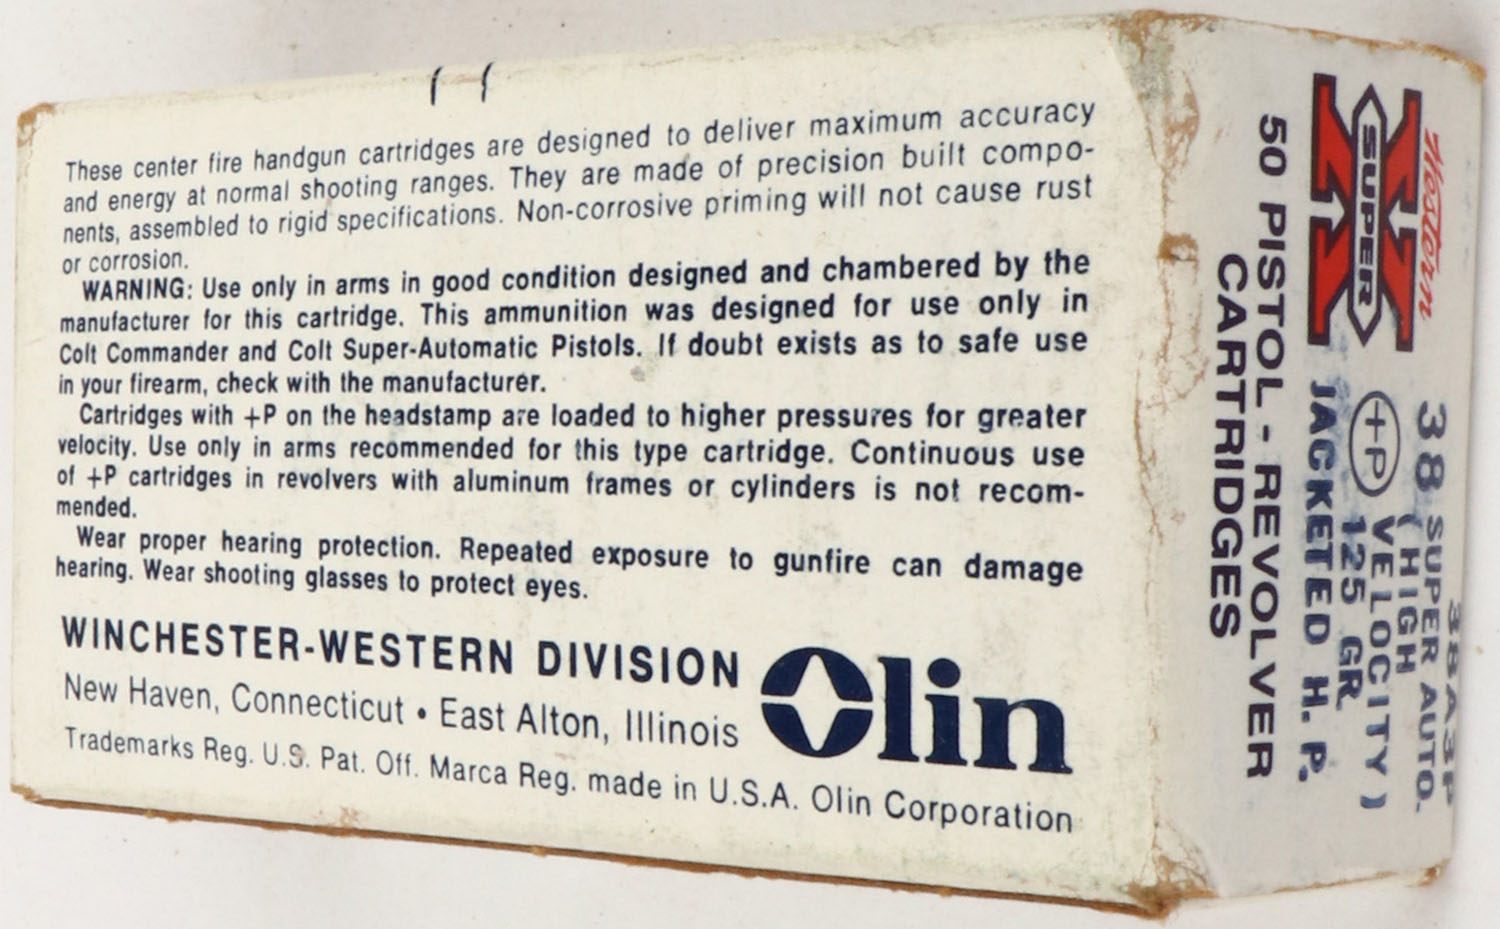 These center fire handgun cartridges are designed to deliver maximum accuracy
and energy at normal shooting ranges. They are made of precision built compo-
nents, assembled to rigid specifications. Non-corrosive priming will not cause rust
or corrosion.
WARNING: Use only in arms in good condition designed and chambered by the
manufacturer for this cartridge. This ammunition was designed for use only in
Colt Commander and Colt Super-Automatic Pistols. If doubt exists as to safe use
in your firearm, check with the manufacturer.
Cartridges with +P on the headstamp are loaded to higher pressures for greater
velocity. Use only in arms recommended for this type cartridge. Continuous use
of +P cartridges in revolvers with aluminum frames or cylinders is not recom-
mended.
Wear proper hearing protection. Repeated exposure to gunfire can damage
hearing. Wear shooting glasses to protect eyes.
WINCHESTER-WESTERN DIVISION
New Haven, Connecticut • East Alton, Illinois
Olin
Trademarks Reg. U.S. Pat. Off. Marca Reg. made in U.S.A. Olin Corporation
Western
SUPER X
38A3P
38 SUPER AUTO.
(HIGH
+P VELOCITY)
125 GR.
JACKETED H. P.
50 PISTOL - REVOLVER
CARTRIDGES